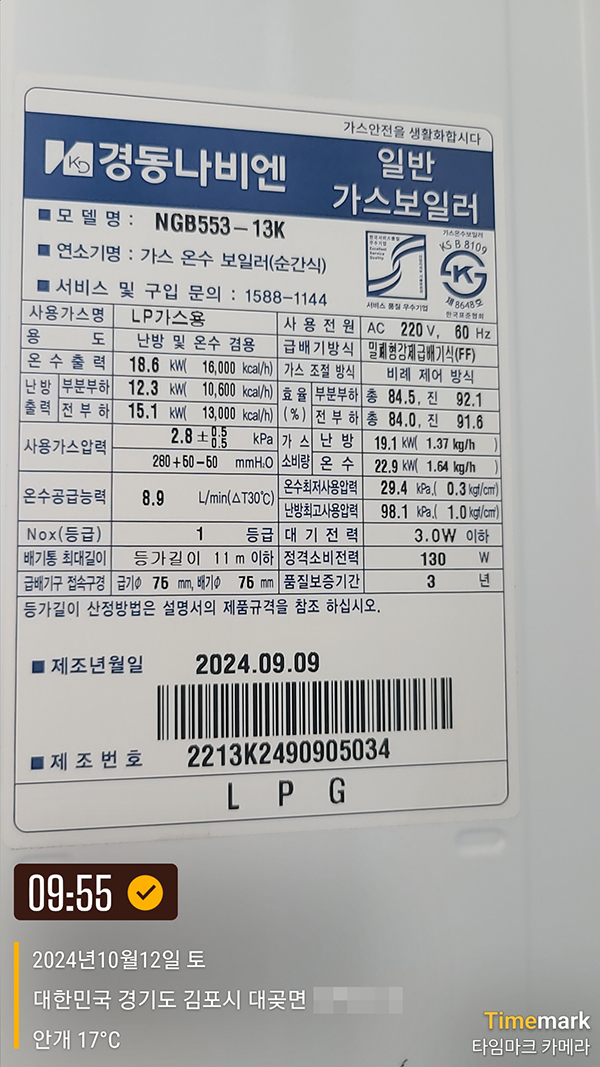 가스안전을 생활화합시다
KD 경동나비엔
일반
가스보일러
■ 모델명 : NGB553-13K
■ 연소기명 : 가스 온수 보일러(순간식)
■ 서비스 및 구입 문의 : 1588-1144
서비스 품질 우수기업
가스온수보일러
KS B 8109
제 8648호
한국표준협회
사용가스명 LP가스용 사용전원 AC 220 V, 60 Hz
용도 난방 및 온수 겸용 급배기방식 밀폐형강제급배기식(FF)
온수출력 18.6 kW( 16,000 kcal/h) 가스 조절 방식 비례 제어 방식
난방출력 부분부하 12.3 kW( 10,600 kcal/h) 효율(%) 부분부하 총 84.5, 진 92.1
전부하 15.1 kW( 13,000 kcal/h) 전부하 총 84.0, 진 91.6
사용가스압력 2.8 ± 0.5 0.5 kPa 가스소비량 난방 19.1 kW( 1.37 kg/h )
280+50-50 mmH₂O 온수 22.9 kW( 1.64 kg/h )
온수공급능력 8.9 L/min(△T30℃) 온수최저사용압력 29.4 kPa,( 0.3 kgf/cm²)
난방최고사용압력 98.1 kPa,( 1.0 kgf/cm²)
Nox(등급) 1 등급 대기전력 3.0W 이하
배기통 최대길이 등가길이 11 m 이하 정격소비전력 130 W
급배기구 접속구경 급기Φ 75 mm, 배기Φ 75 mm 품질보증기간 3 년
등가길이 산정방법은 설명서의 제품규격을 참조 하십시오.
■ 제조년월일 2024.09.09
■ 제조번호 2213K2490905034
LPG
09:55
2024년10월12일 토
대한민국 경기도 김포시 대곶면
안개 17°C
Timemark
타임마크 카메라